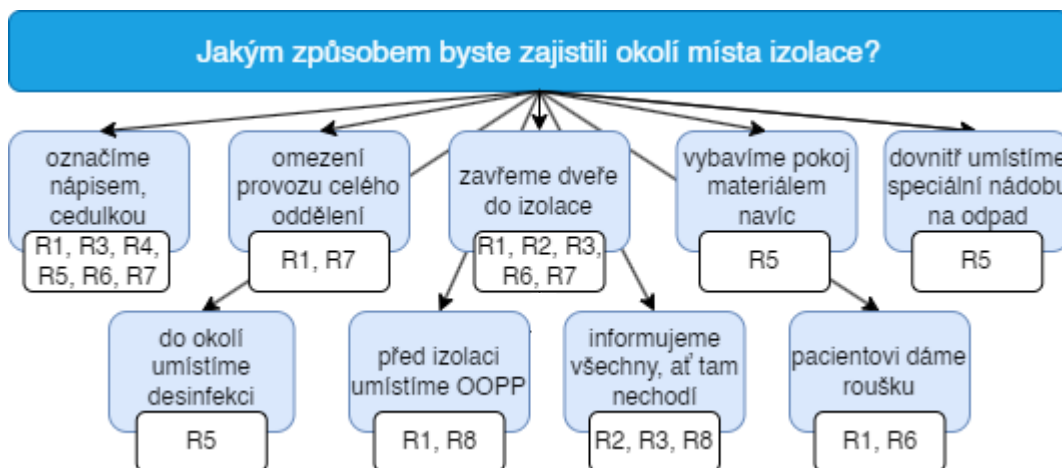 Jakým způsobem byste zajistili okolí místa izolace?
označíme
nápisem,
cedulkou
R1, R3, R4,
R5, R6, R7
omezení
provozu celého
oddělení
R1, R7
zavřeme dveře
do izolace
R1, R2, R3,
R6, R7
vybavíme pokoj
materiálem
navíc
R5
dovnitř umístíme
speciální nádobu
na odpad
R5
do okolí
umístíme
desinfekci
R5
před izolaci
umístíme OOPP
R1, R8
informujeme
všechny, ať tam
nechodí
R2, R3, R8
pacientovi dáme
roušku
R1, R6